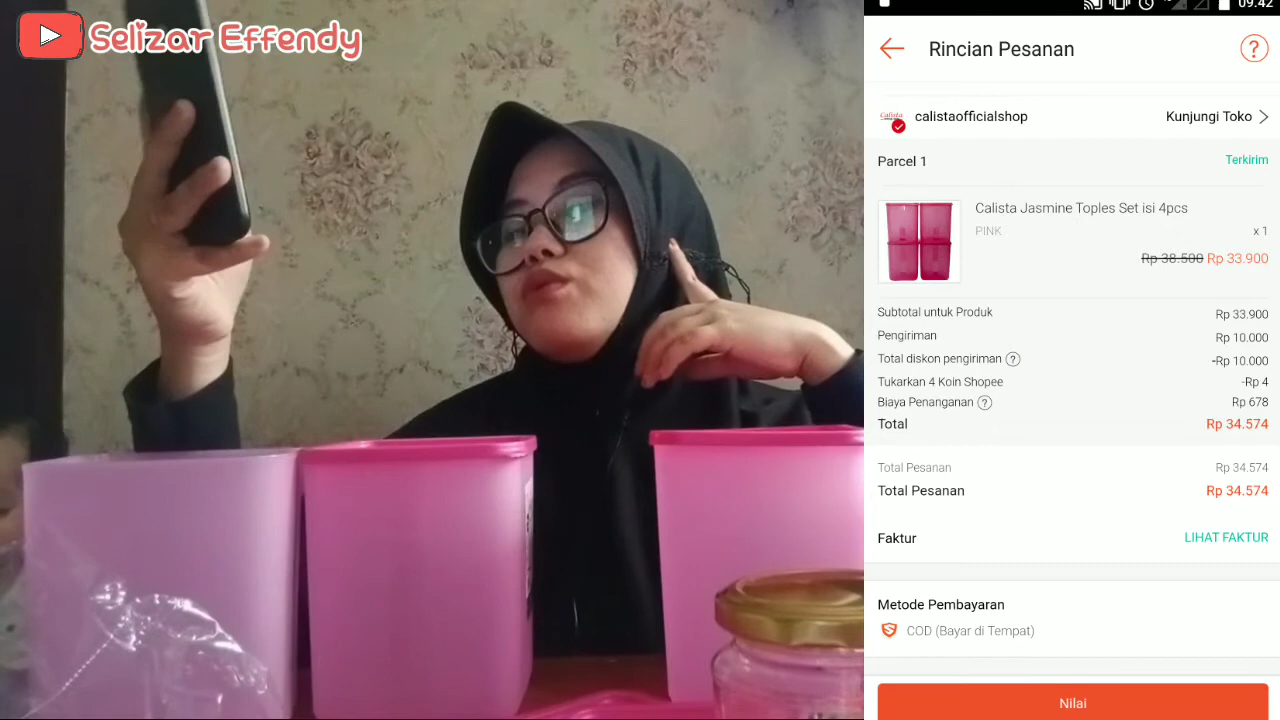 Selizar Effendy
09.42
Rincian Pesanan
?
Calista
calistaofficialshop
Kunjungi Toko
Parcel 1
Terkirim
Calista Jasmine Toples Set isi 4pcs
PINK
x 1
Rp 38.500 Rp 33.900
Subtotal untuk Produk
Rp 33.900
Pengiriman
Rp 10.000
Total diskon pengiriman ?
-Rp 10.000
Tukarkan 4 Koin Shopee
-Rp 4
Biaya Penanganan ?
Rp 678
Total
Rp 34.574
Total Pesanan
Rp 34.574
Total Pesanan
Rp 34.574
Faktur
LIHAT FAKTUR
Metode Pembayaran
COD (Bayar di Tempat)
Nilai